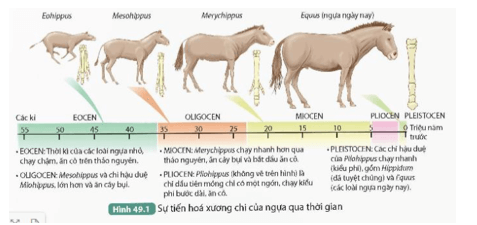 Eohippus Mesohippus Merychippus Equus (ngựa ngày nay)
Các kỉ EOCEN OLIGOCEN MIOCEN PLIOCEN PLEISTOCEN
55 50 45 40 35 30 25 20 15 10 5 0 Triệu năm
trước
• EOCEN: Thời kì của các loài ngựa nhỏ,
chạy chậm, ăn cỏ trên thảo nguyên.
• OLIGOCEN: Mesohippus và chi hậu duệ
Miohippus, lớn hơn và ăn cây bụi.
• MIOCEN: Merychippus chạy nhanh hơn qua
thảo nguyên, ăn cây bụi và bắt đầu ăn cỏ.
• PLIOCEN: Pliohippus (không vẽ trên hình) là
chi đầu tiên móng chỉ có một ngón, chạy kiểu
phi bước dài, ăn cỏ.
• PLEISTOCEN: Các chi hậu duệ
của Pliohippus chạy nhanh
(kiểu phi), gồm Hippidum
(đã tuyệt chủng) và Equus
(các loài ngựa ngày nay).
Hình 49.1 Sự tiến hoá xương chi của ngựa qua thời gian